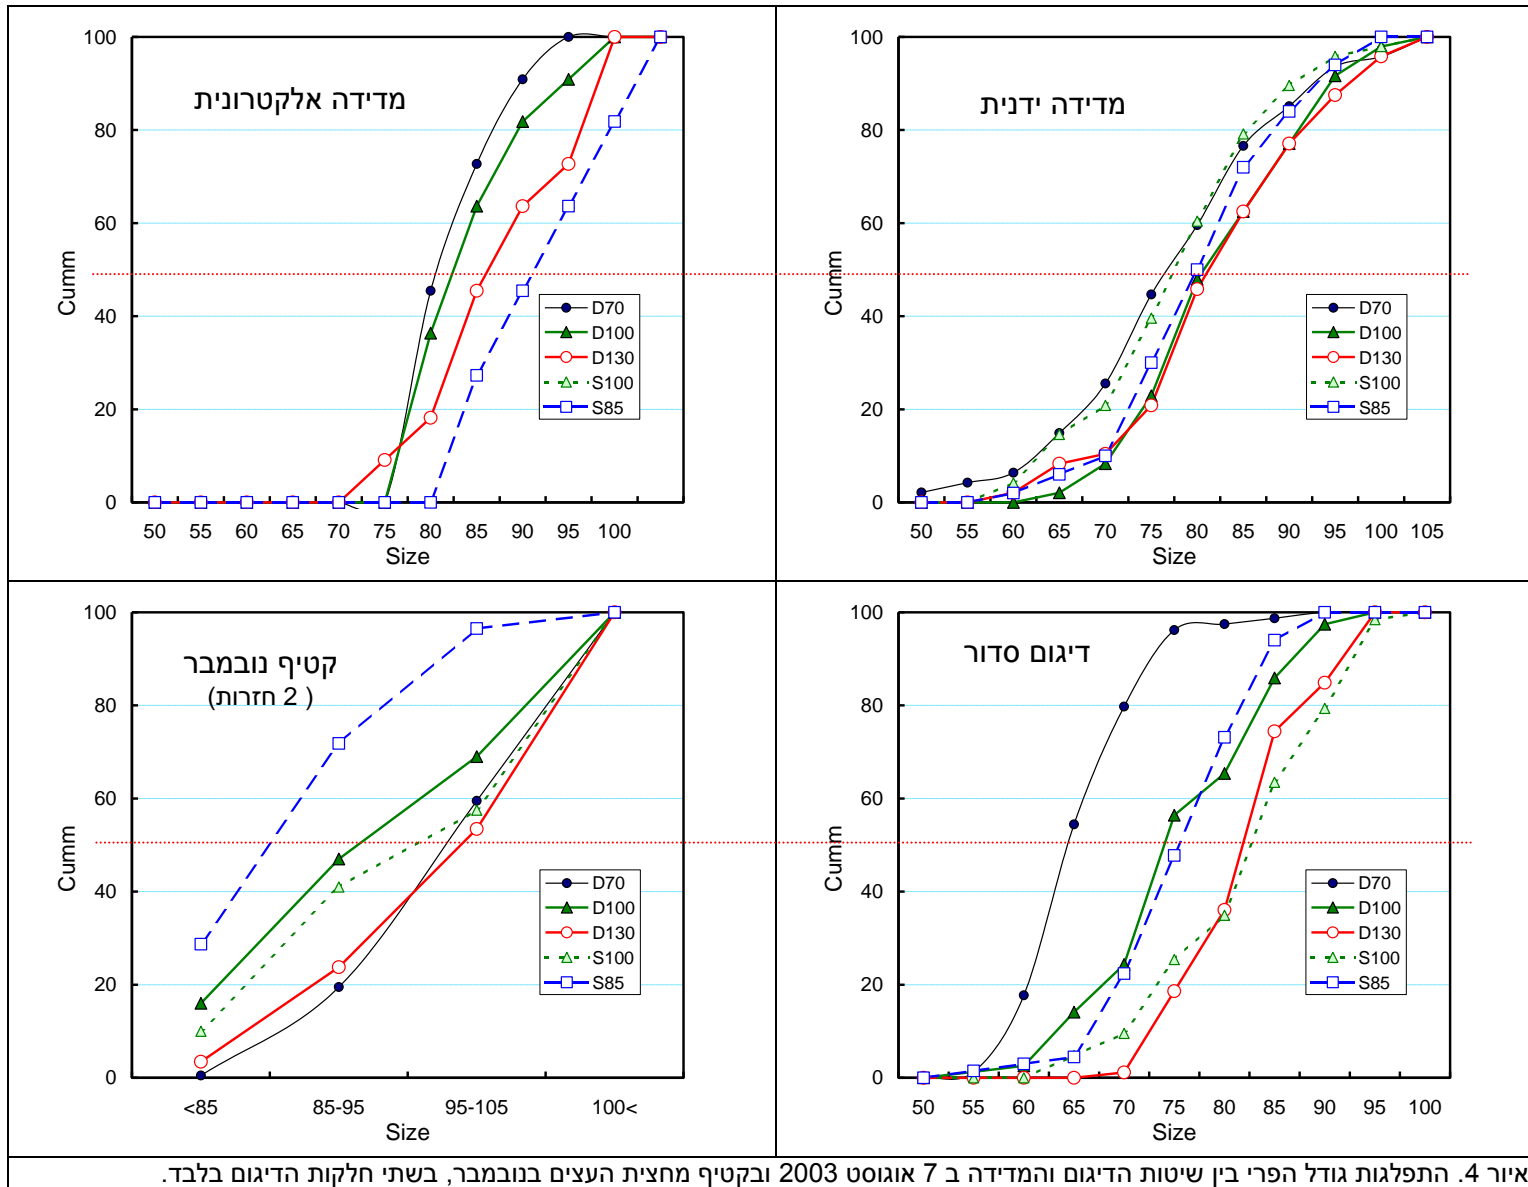 מדידה אלקטרונית
100
80
60
40
20
0
Cumm
50 55 60 65 70 75 80 85 90 95 100
Size
D70
D100
D130
S100
S85
מדידה ידנית
100
80
60
40
20
0
Cumm
50 55 60 65 70 75 80 85 90 95 100 105
Size
D70
D100
D130
S100
S85
קטיף נובמבר
( 2 חזרות)
100
80
60
40
20
0
Cumm
<85 85-95 95-105 100<
Size
D70
D100
D130
S100
S85
דיגום סדור
100
80
60
40
20
0
Cumm
50 55 60 65 70 75 80 85 90 95 100
Size
D70
D100
D130
S100
S85
איור 4. התפלגות גודל הפרי בין שיטות הדיגום והמדידה ב 7 אוגוסט 2003 ובקטיף מחצית העצים בנובמבר, בשתי חלקות הדיגום בלבד.